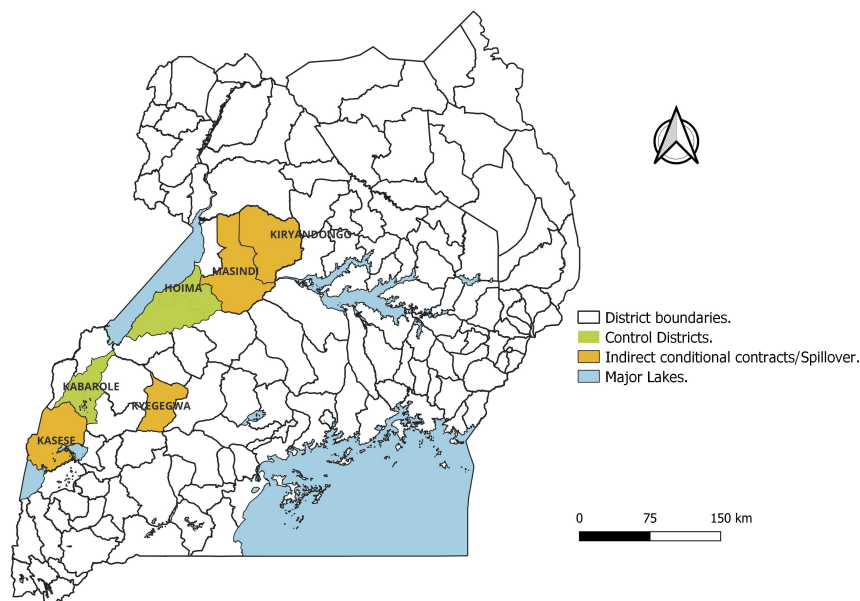 KIRYANDONGO
MASINDI
HOIMA
KABAROLE
KYEGEGWA
KASESE
District boundaries.
Control Districts.
Indirect conditional contracts/Spillover.
Major Lakes.
0 75 150 km